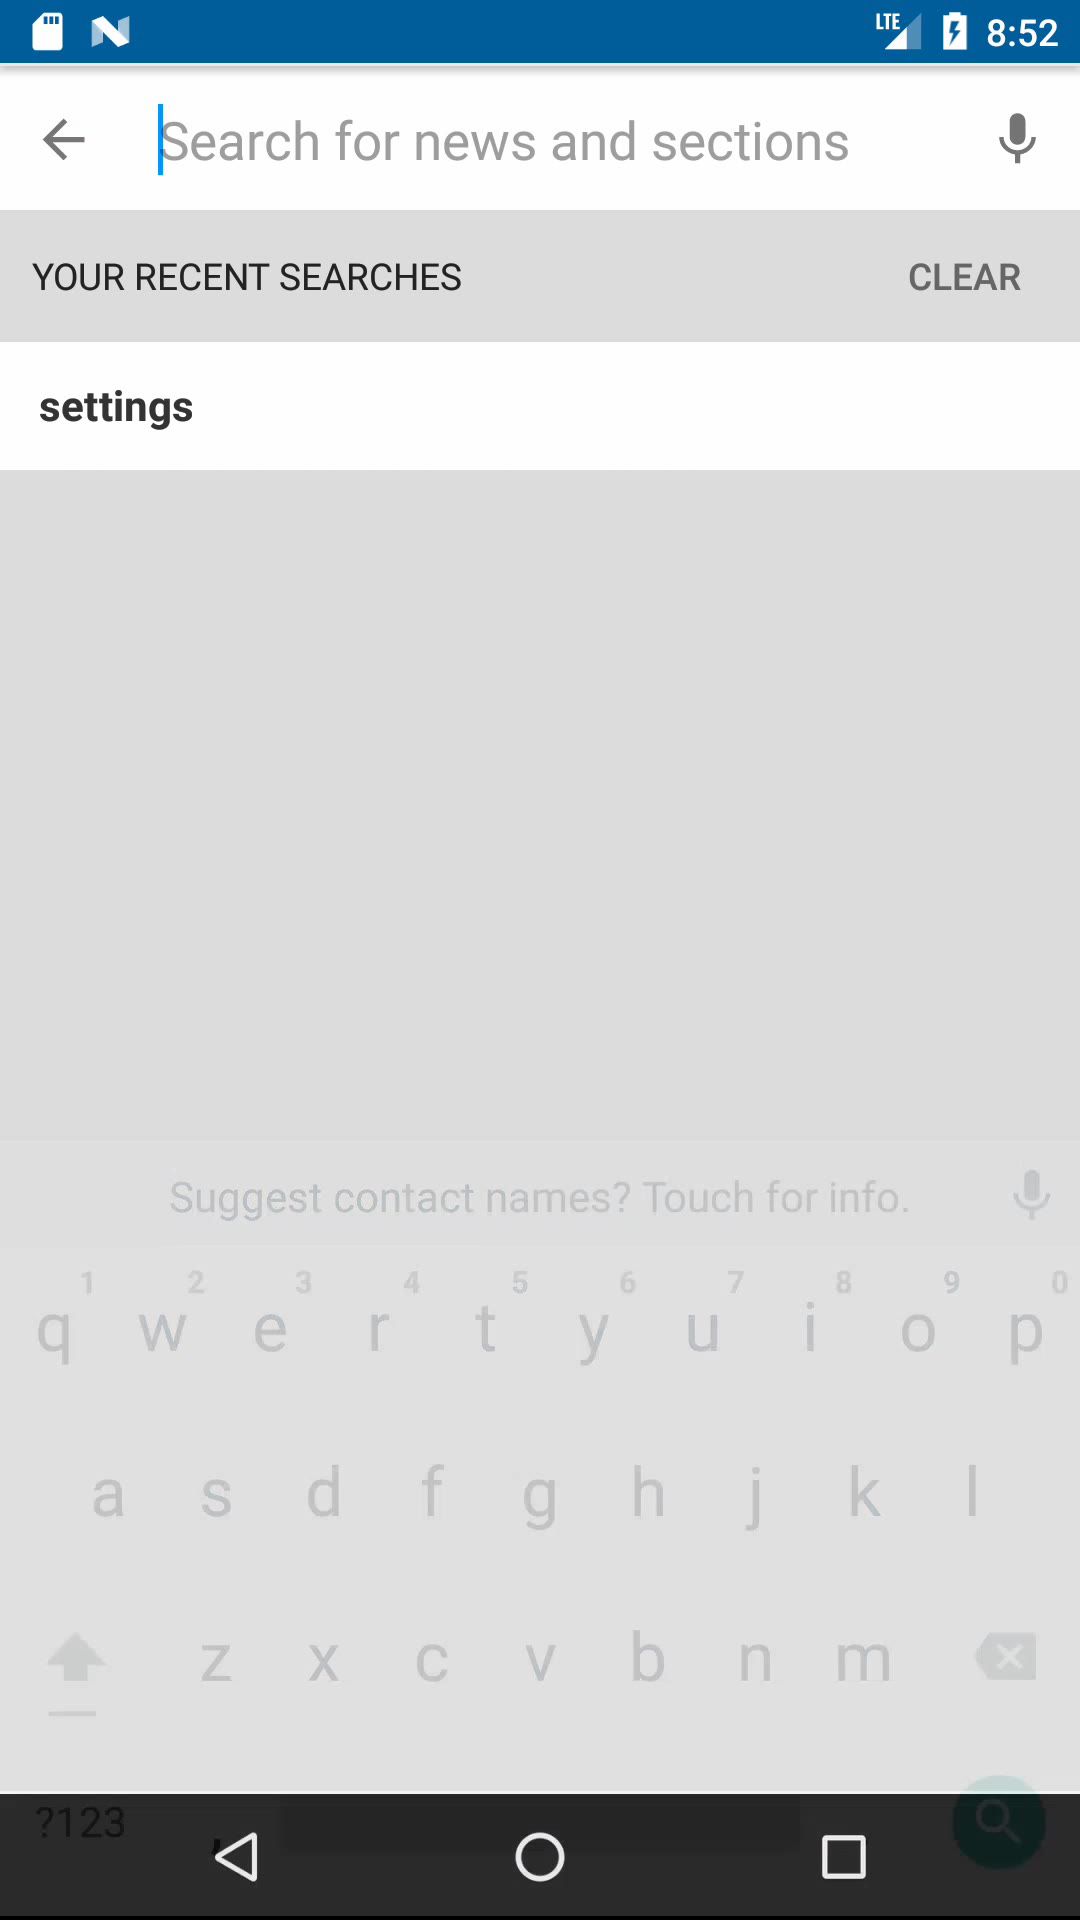 LTE 8:52
Search for news and sections
YOUR RECENT SEARCHES CLEAR
settings
Suggest contact names? Touch for info.
1 2 3 4 5 6 7 8 9 0
q w e r t y u i o p
a s d f g h j k l
z x c v b n m
?123 ,